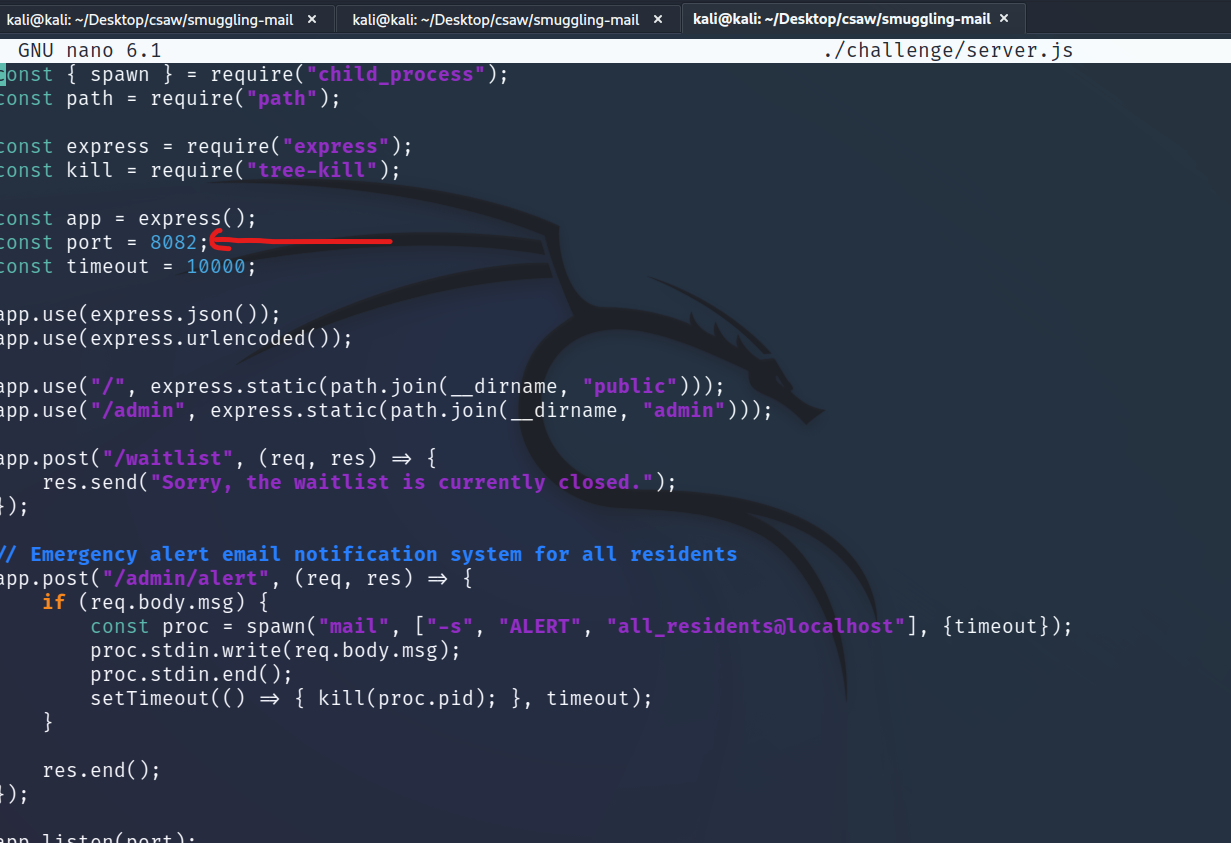 kali@kali: ~/Desktop/csaw/smuggling-mail ×
kali@kali: ~/Desktop/csaw/smuggling-mail ×
kali@kali: ~/Desktop/csaw/smuggling-mail ×
GNU nano 6.1 ./challenge/server.js
const { spawn } = require("child_process");
const path = require("path");
const express = require("express");
const kill = require("tree-kill");
const app = express();
const port = 8082;
const timeout = 10000;
app.use(express.json());
app.use(express.urlencoded());
app.use("/", express.static(path.join(__dirname, "public")));
app.use("/admin", express.static(path.join(__dirname, "admin")));
app.post("/waitlist", (req, res) => {
    res.send("Sorry, the waitlist is currently closed.");
});
// Emergency alert email notification system for all residents
app.post("/admin/alert", (req, res) => {
    if (req.body.msg) {
        const proc = spawn("mail", ["-s", "ALERT", "all_residents@localhost"], {timeout});
        proc.stdin.write(req.body.msg);
        proc.stdin.end();
        setTimeout(() => { kill(proc.pid); }, timeout);
    }
    res.end();
});
app.listen(port);